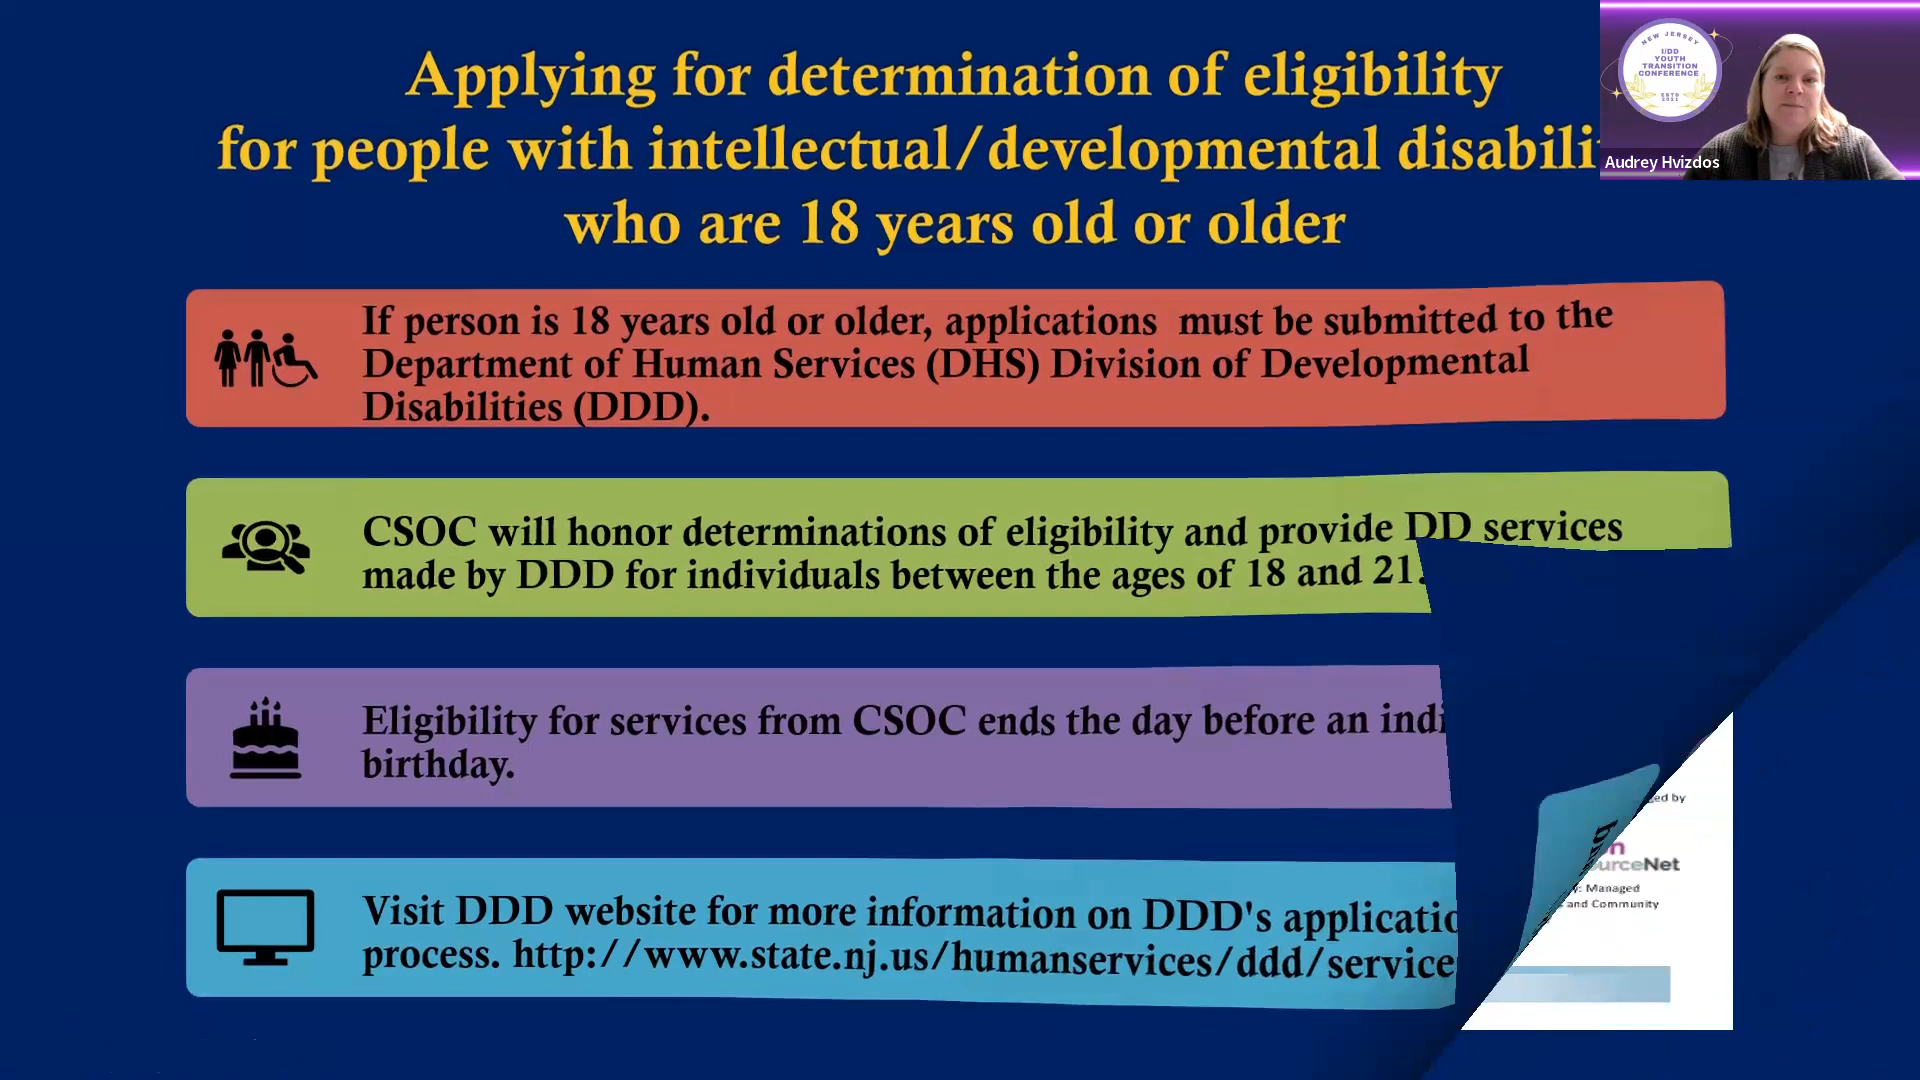 Applying for determination of eligibility
for people with intellectual/developmental
who are 18 years old or older
If person is 18 years old or older, applications must be submitted to the
Department of Human Services (DHS) Division of Developmental
Disabilities (DDD).
CSOC will honor determinations of eligibility and provide DD services
made by DDD for individuals between the ages of 18 and 21.
Eligibility for services from CSOC ends the day before an
birthday.
Visit DDD website for more information on DDD's
process. http://www.state.nj.us/humanservices/ddd/service
NEW JERSEY
I/DD
YOUTH
TRANSITION
CONFERENCE
ESTD
Audrey Hvizdos
by
Managed
and Community